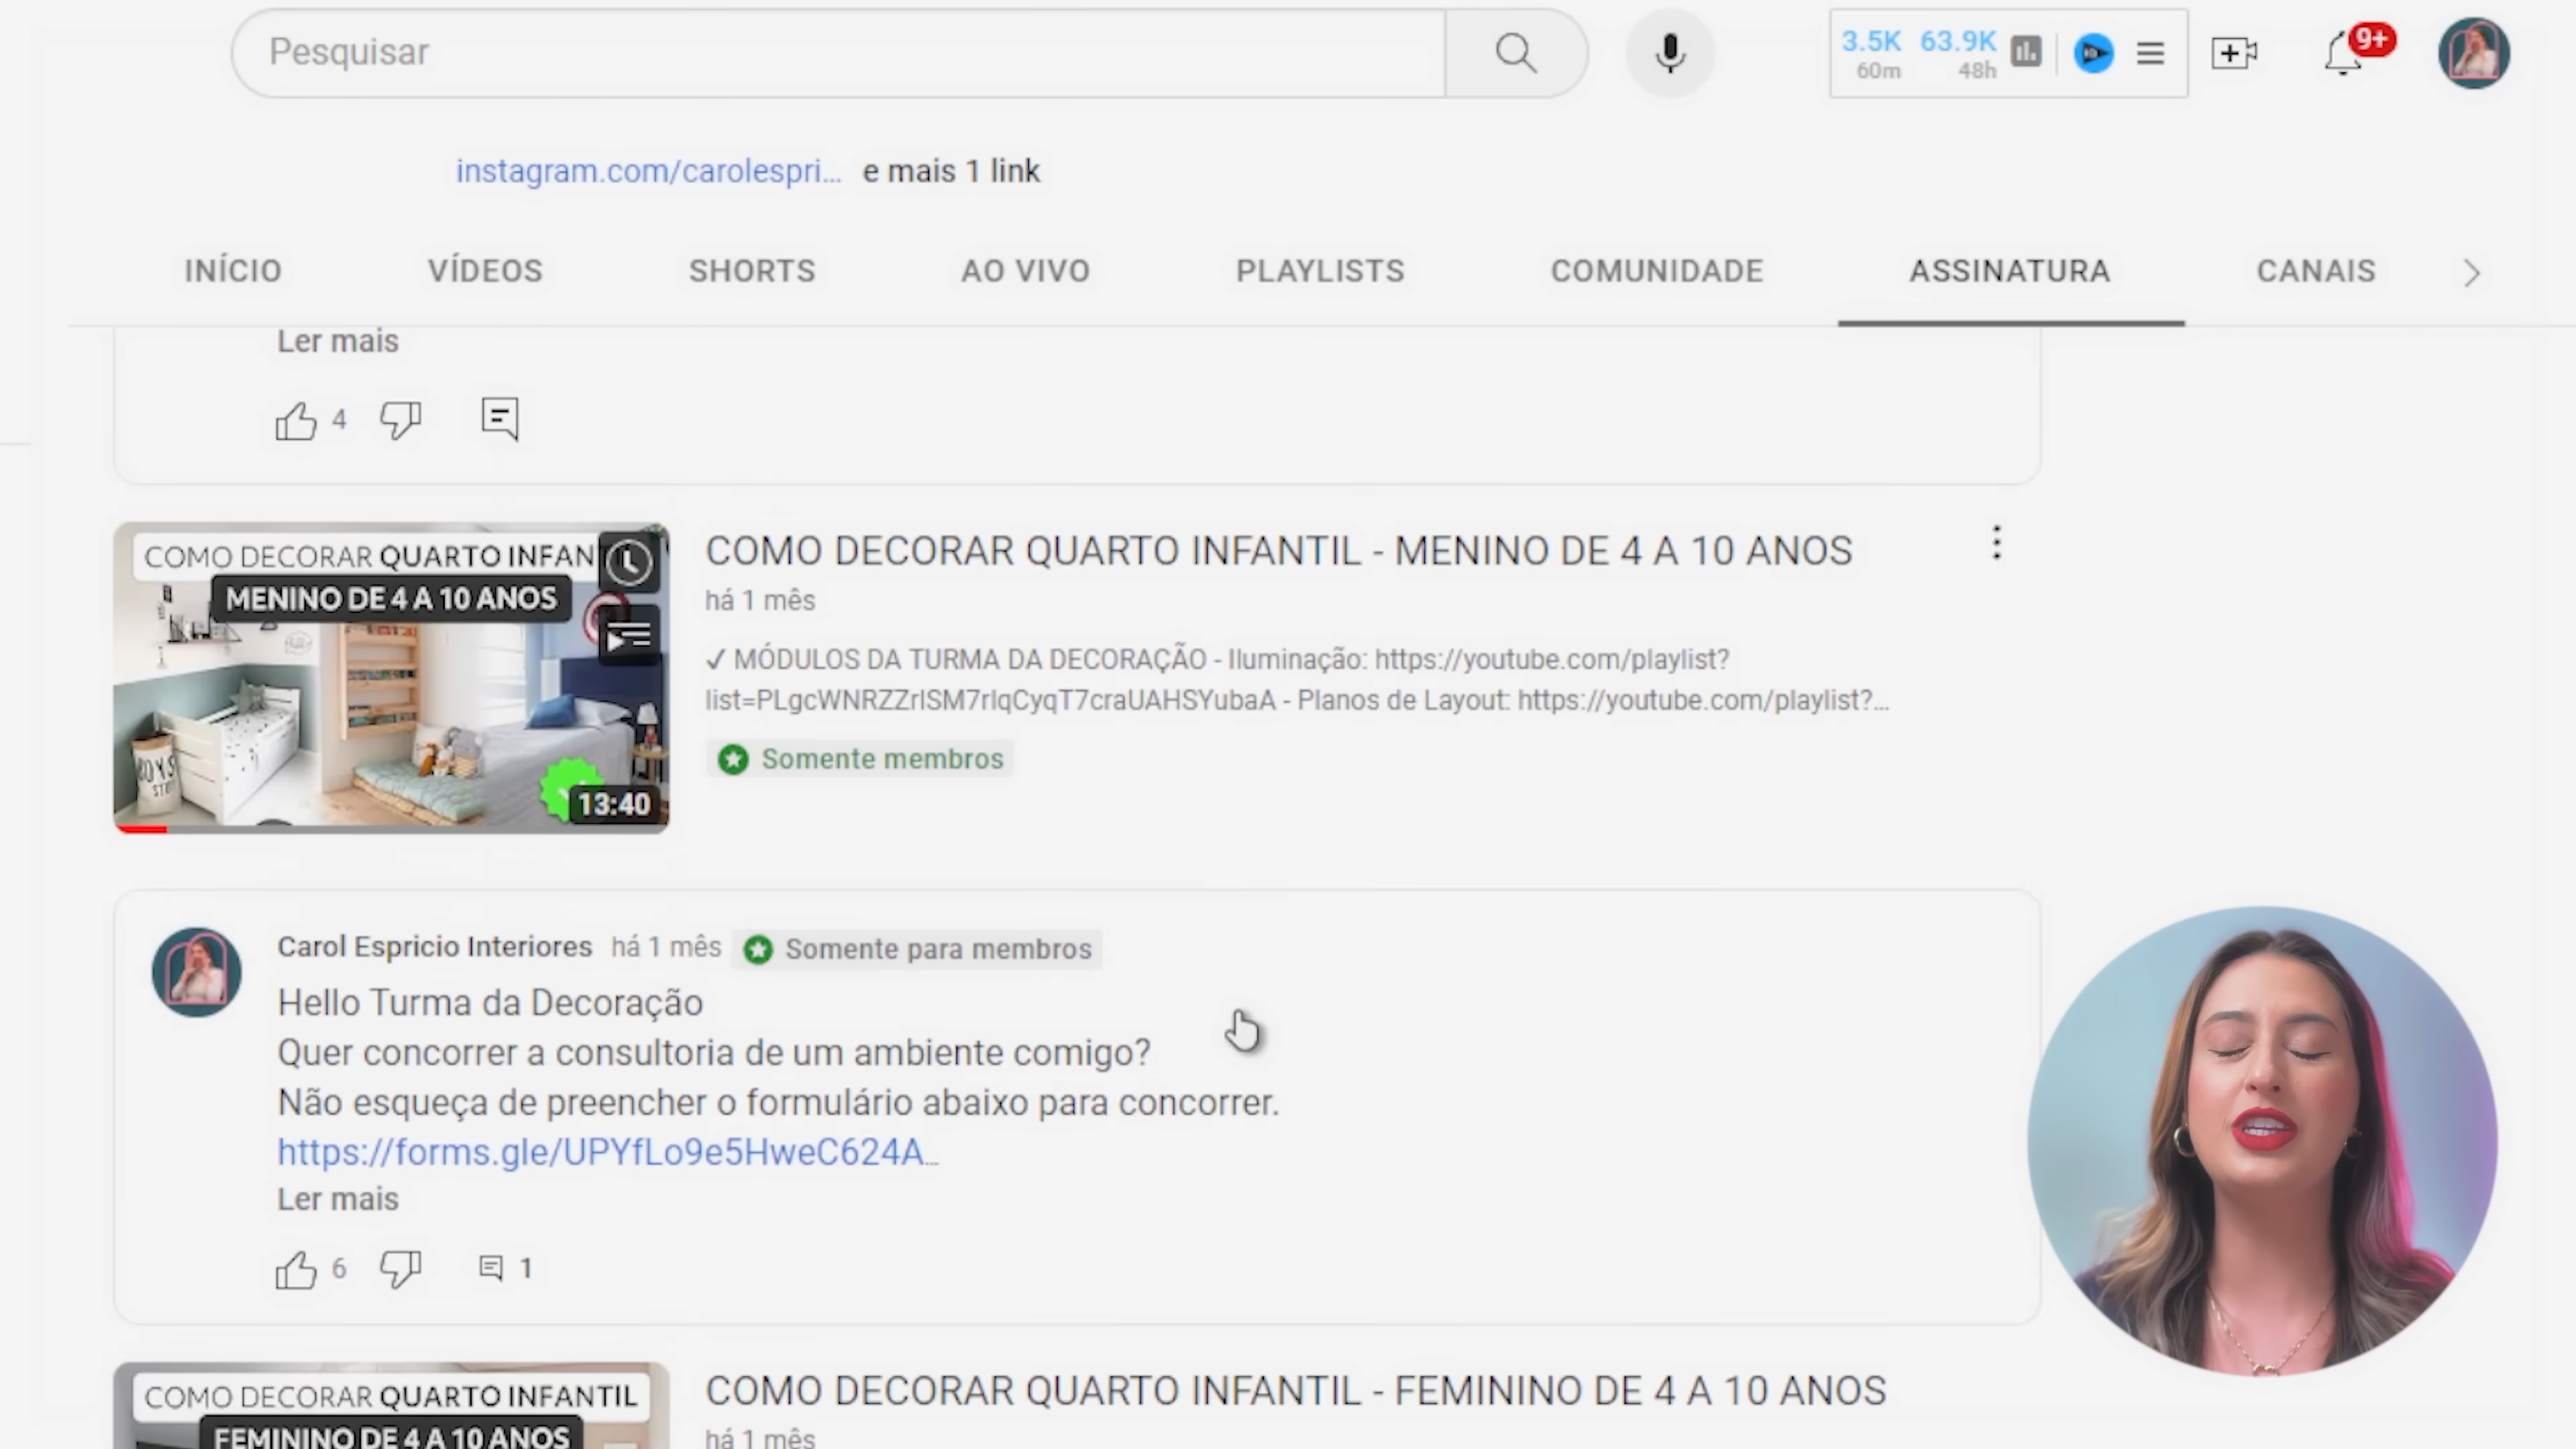 Pesquisar
3.5K 63.9K
60m 48h
9+
instagram.com/carolespri... e mais 1 link
INÍCIO VÍDEOS SHORTS AO VIVO PLAYLISTS COMUNIDADE ASSINATURA CANAIS
Ler mais
4
COMO DECORAR QUARTO INFANT
MENINO DE 4 A 10 ANOS
BOYS
13:40
COMO DECORAR QUARTO INFANTIL - MENINO DE 4 A 10 ANOS
há 1 mês
✓ MÓDULOS DA TURMA DA DECORAÇÃO - Iluminação: https://youtube.com/playlist?
list=PLgcWNRZZrISM7rIqCyqT7craUAHSYubaA - Planos de Layout: https://youtube.com/playlist?...
Somente membros
Carol Espricio Interiores há 1 mês Somente para membros
Hello Turma da Decoração
Quer concorrer a consultoria de um ambiente comigo?
Não esqueça de preencher o formulário abaixo para concorrer.
https://forms.gle/UPYfLo9e5HweC624A...
Ler mais
6 1
COMO DECORAR QUARTO INFANTIL
FEMININO DE 4 A 10 ANOS
COMO DECORAR QUARTO INFANTIL - FEMININO DE 4 A 10 ANOS
há 1 mês